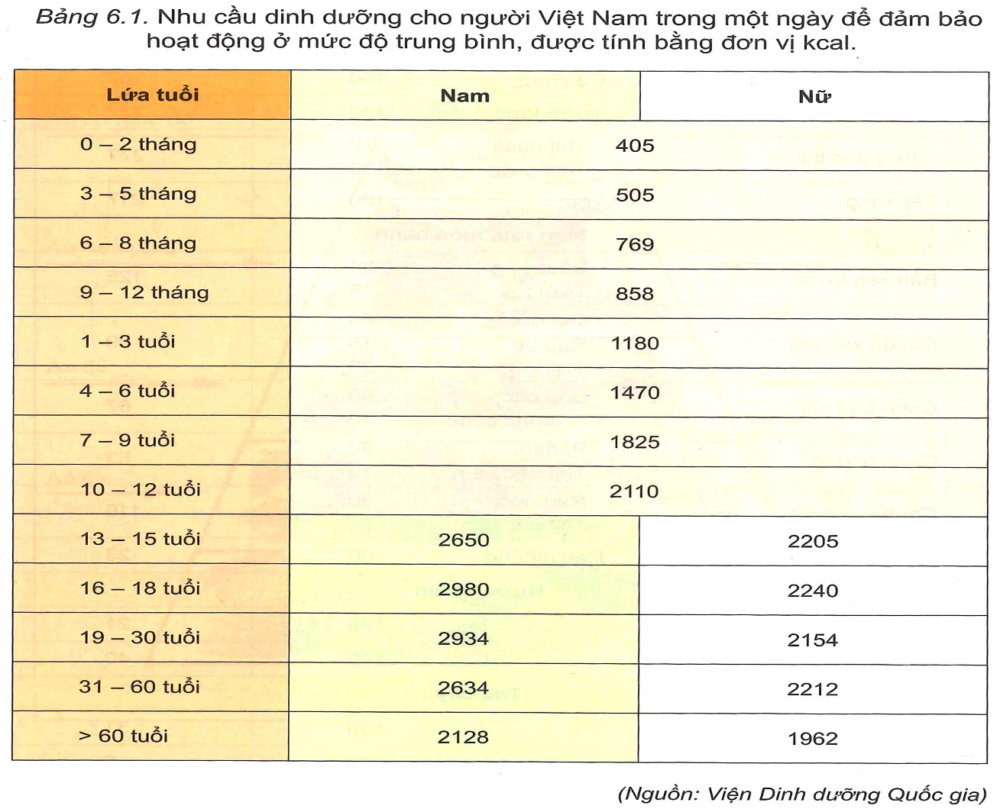 Bảng 6.1. Nhu cầu dinh dưỡng cho người Việt Nam trong một ngày để đảm bảo
hoạt động ở mức độ trung bình, được tính bằng đơn vị kcal.
Lứa tuổi Nam Nữ
0 – 2 tháng 405
3 – 5 tháng 505
6 – 8 tháng 769
9 – 12 tháng 858
1 – 3 tuổi 1180
4 – 6 tuổi 1470
7 – 9 tuổi 1825
10 – 12 tuổi 2110
13 – 15 tuổi 2650 2205
16 – 18 tuổi 2980 2240
19 – 30 tuổi 2934 2154
31 – 60 tuổi 2634 2212
> 60 tuổi 2128 1962
(Nguồn: Viện Dinh dưỡng Quốc gia)